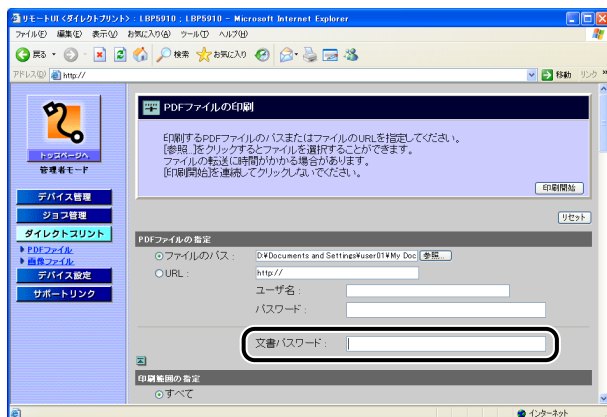 リモートUI <ダイレクトプリント> : LBP5910 ; LBP5910 - Microsoft Internet Explorer
ファイル(F) 編集(E) 表示(V) お気に入り(A) ツール(T) ヘルプ(H)
戻る 検索 お気に入り
アドレス(D) http:// 移動 リンク »
トップページへ
管理者モード
デバイス管理
ジョブ管理
ダイレクトプリント
PDFファイル
画像ファイル
デバイス設定
サポートリンク
PDFファイルの印刷
印刷するPDFファイルのパスまたはファイルのURLを指定してください。
[参照...]をクリックするとファイルを選択することができます。
ファイルの転送に時間がかかる場合があります。
[印刷開始]を連続してクリックしないでください。
印刷開始
リセット
PDFファイルの指定
ファイルのパス : D:¥Documents and Settings¥user01¥My Doc 参照...
URL : http://
ユーザ名 :
パスワード :
文書パスワード :
印刷範囲の指定
すべて
インターネット